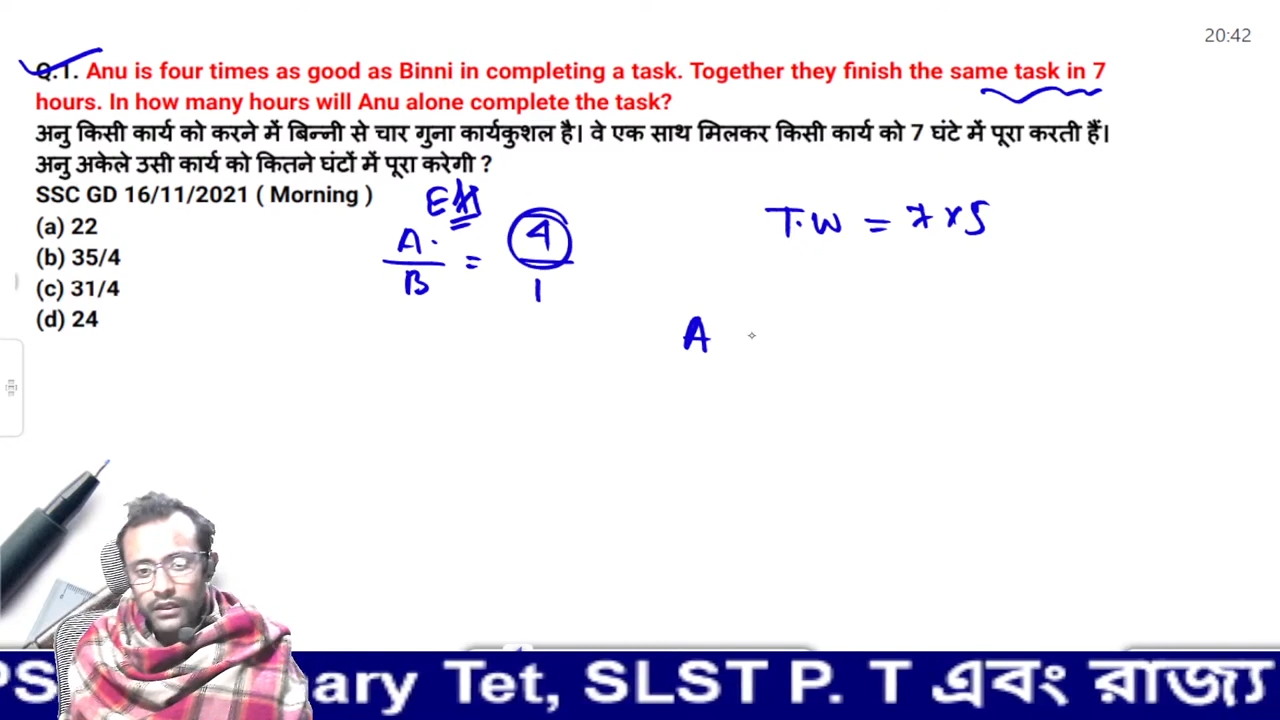 20:42
Q.1. Anu is four times as good as Binni in completing a task. Together they finish the same task in 7
hours. In how many hours will Anu alone complete the task?
अनु किसी कार्य को करने में बिन्नी से चार गुना कार्यकुशल है। वे एक साथ मिलकर किसी कार्य को 7 घंटे में पूरा करती हैं।
अनु अकेले उसी कार्य को कितने घंटों में पूरा करेगी ?
SSC GD 16/11/2021 ( Morning )
(a) 22
(b) 35/4
(c) 31/4
(d) 24
A
B
=
4
1
T.W = 7x5
A
PS
ary Tet, SLST P. T এবং রাজ্য